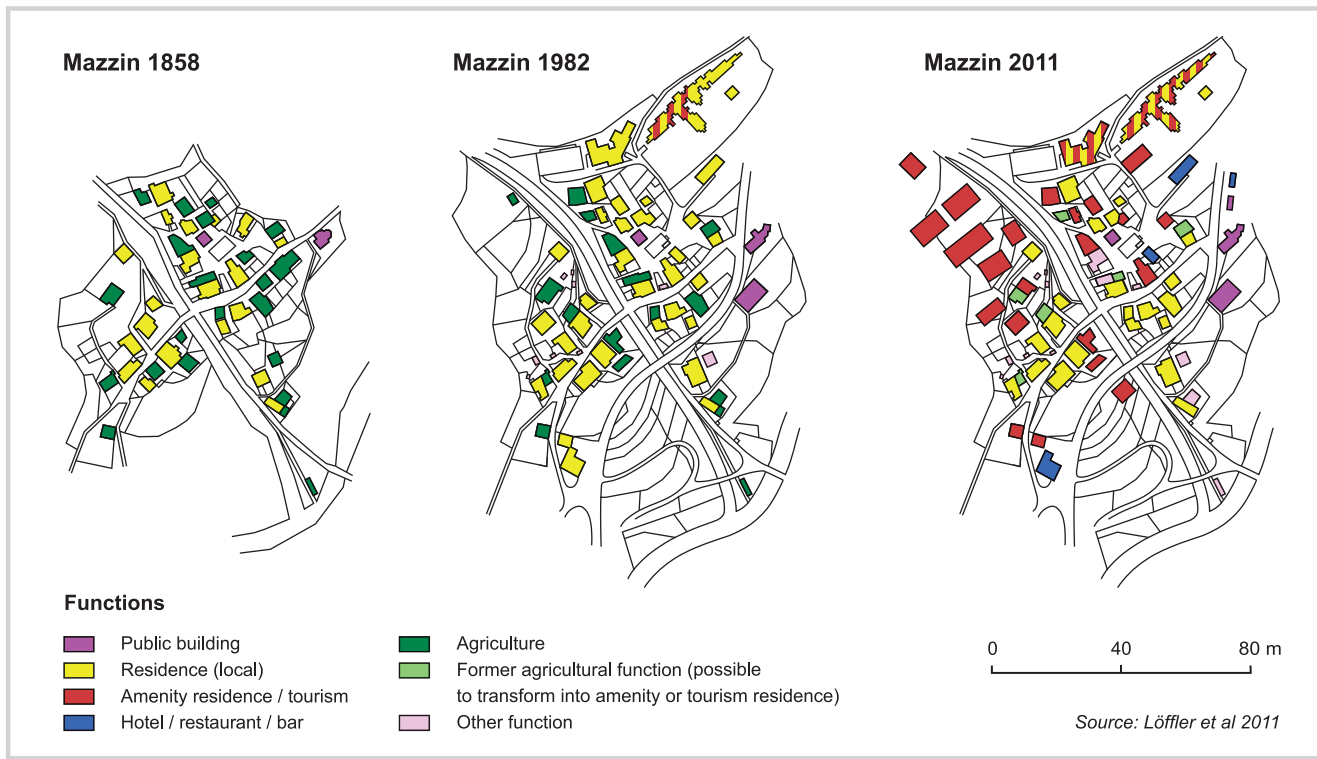 Mazzin 1858
Mazzin 1982
Mazzin 2011
Functions
Public building
Residence (local)
Amenity residence / tourism
Hotel / restaurant / bar
Agriculture
Former agricultural function (possible
to transform into amenity or tourism residence)
Other function
0 40 80 m
Source: Löffler et al 2011